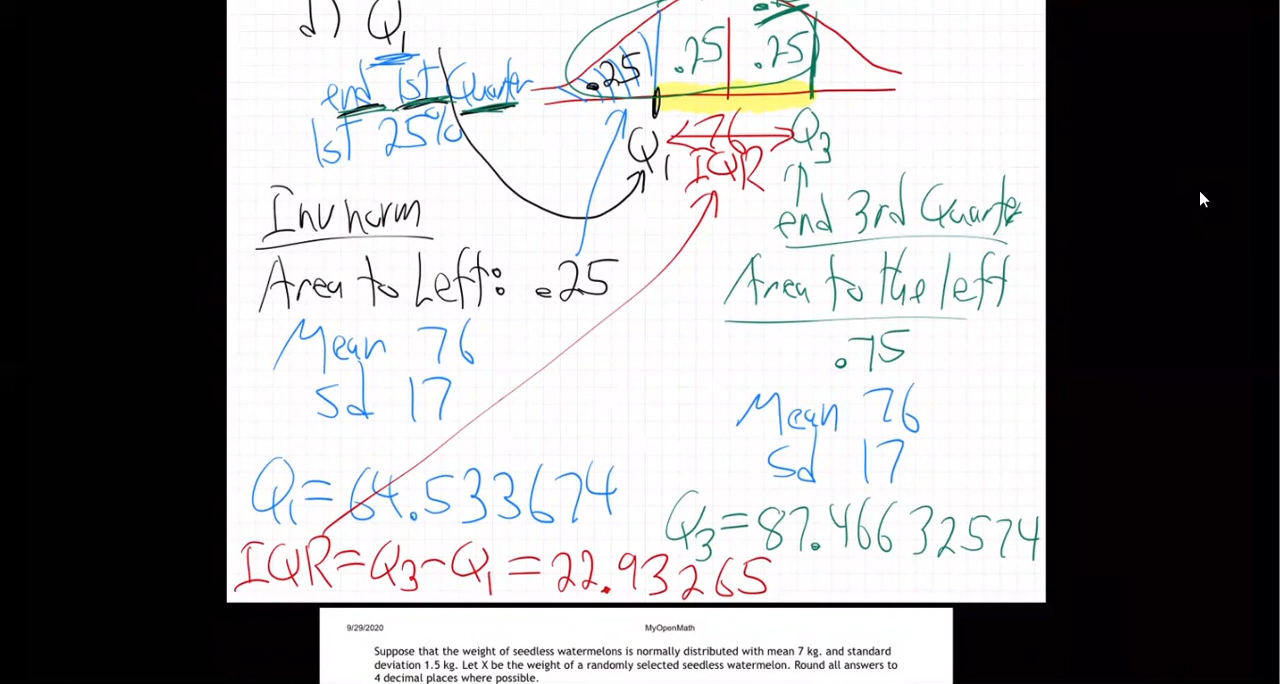 d) Q1
.25 .25 .25
end 1st Quarter
1st 25%
Q1 76 Q3
IQR
Inv norm
end 3rd Quarter
Area to Left: .25
Area to the left
.75
Mean 76
sd 17
Mean 76
sd 17
Q1=64.533674
Q3=87.46632574
IQR=Q3-Q1=22.93265
9/29/2020 MyOpenMath
Suppose that the weight of seedless watermelons is normally distributed with mean 7 kg. and standard
deviation 1.5 kg. Let X be the weight of a randomly selected seedless watermelon. Round all answers to
4 decimal places where possible.